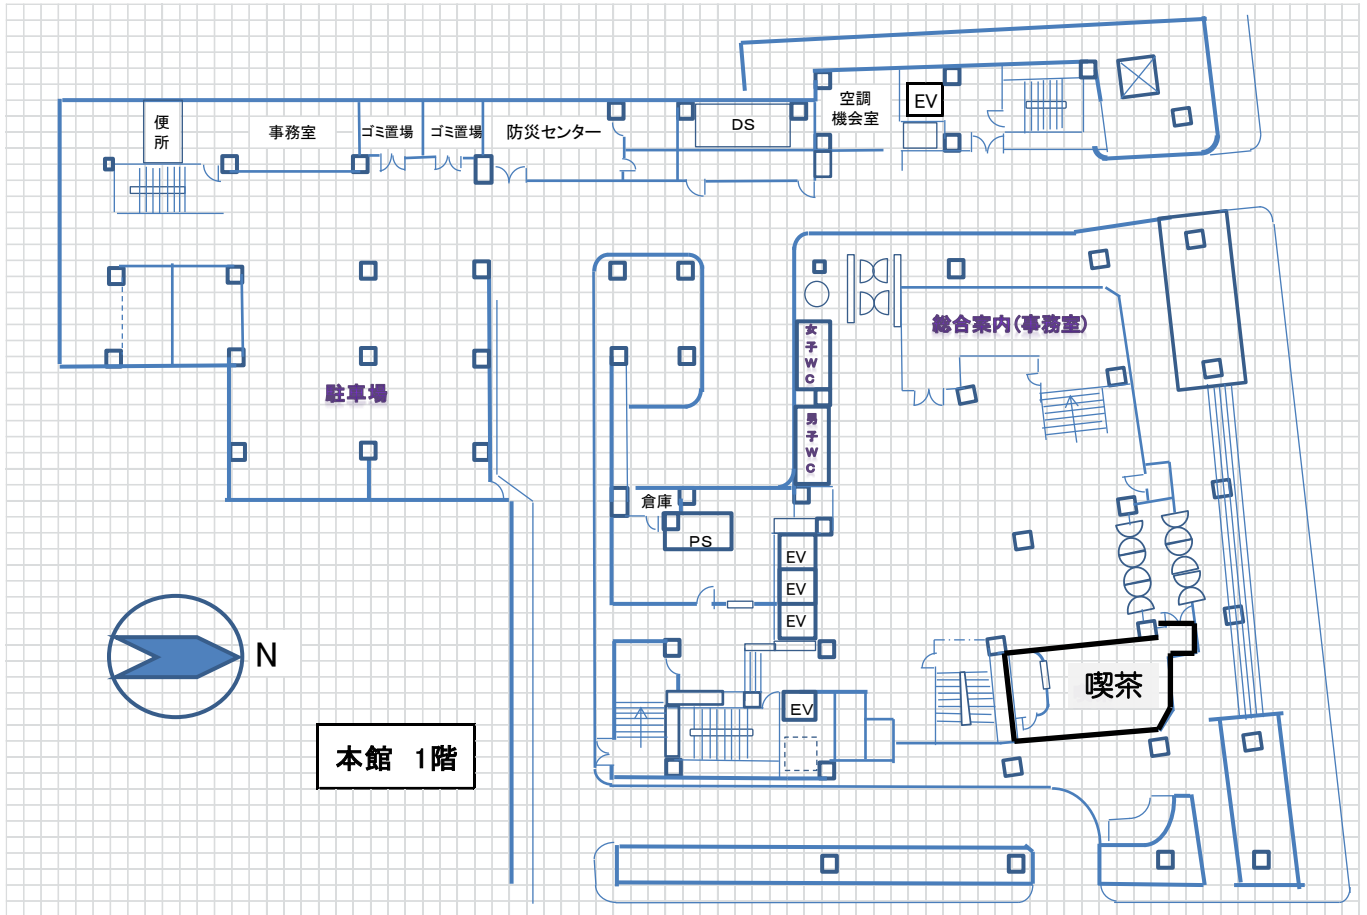 便所
事務室
ゴミ置場
ゴミ置場
防災センター
DS
空調
機会室
EV
総合案内(事務室)
女子WC
駐車場
男子WC
倉庫
PS
EV
EV
EV
N
喫茶
EV
本館 1階